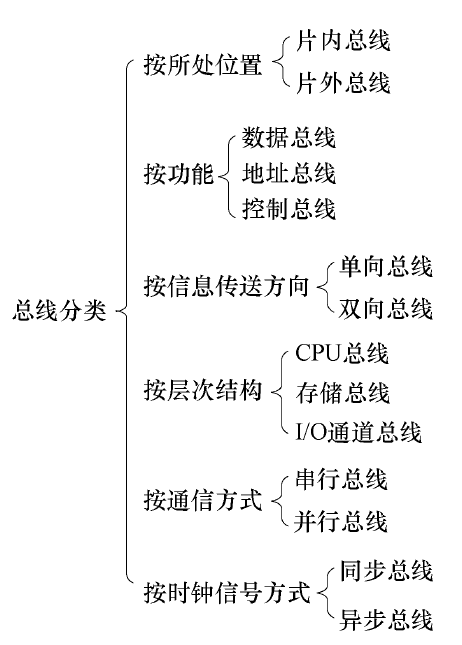 总线分类
按所处位置
片内总线
片外总线
按功能
数据总线
地址总线
控制总线
按信息传送方向
单向总线
双向总线
按层次结构
CPU总线
存储总线
I/O通道总线
按通信方式
串行总线
并行总线
按时钟信号方式
同步总线
异步总线